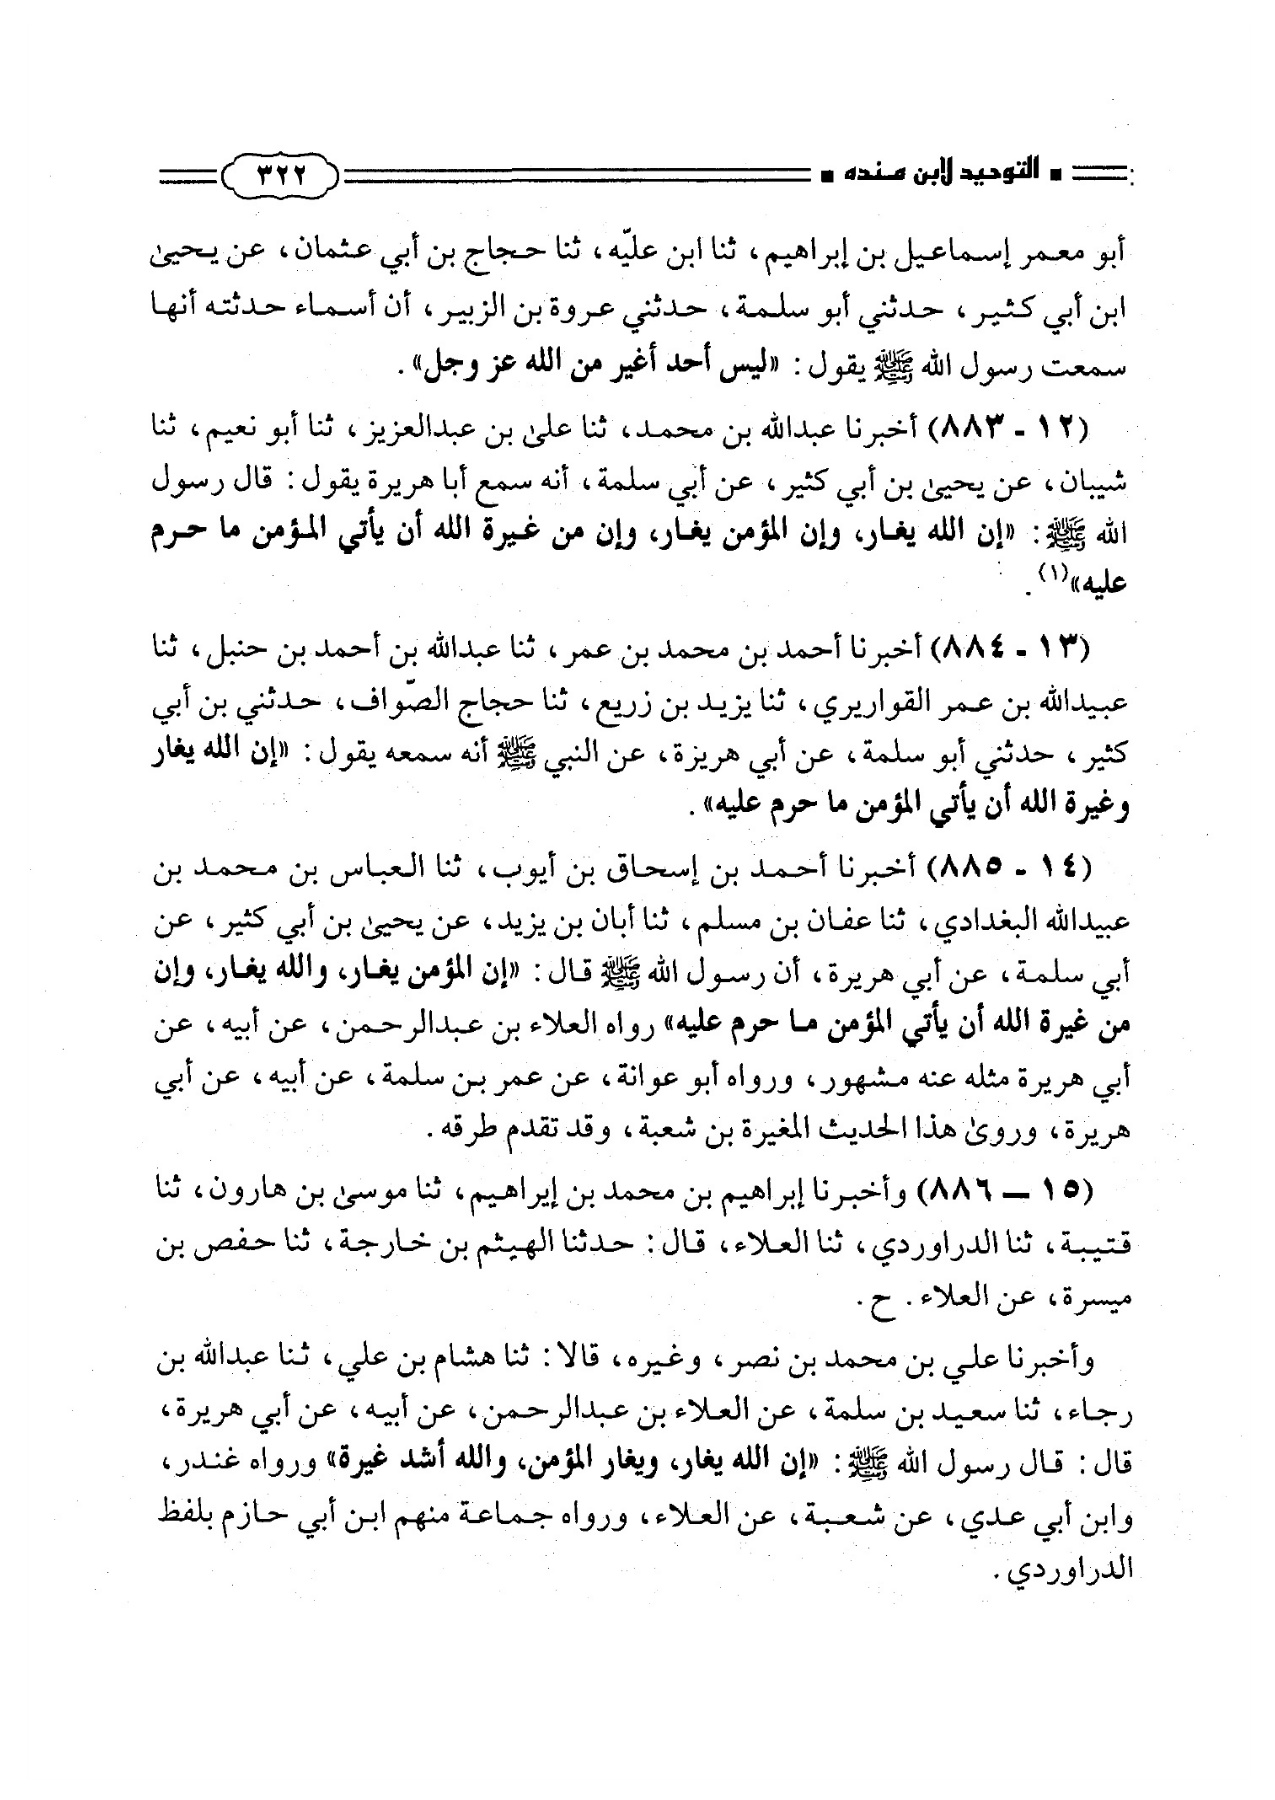 ■ التوحيد لابن منده ■ ٣٢٢
أبو معمر إسماعيل بن إبراهيم، ثنا ابن عليّه، ثنا حجاج بن أبي عثمان، عن يحيىٰ
ابن أبي كثير، حدثني أبو سلمة، حدثني عروة بن الزبير، أن أسماء حدثته أنها
سمعت رسول الله ﷺ يقول: «ليس أحد أغير من الله عز وجل».
(١٢ - ٨٨٣) أخبرنا عبدالله بن محمد، ثنا علىٰ بن عبدالعزيز، ثنا أبو نعيم، ثنا
شيبان، عن يحيىٰ بن أبي كثير، عن أبي سلمة، أنه سمع أبا هريرة يقول: قال رسول
الله ﷺ: «إن الله يغار، وإن المؤمن يغار، وإن من غيرة الله أن يأتي المؤمن ما حرم
عليه»(١).
(١٣ - ٨٨٤) أخبرنا أحمد بن محمد بن عمر، ثنا عبدالله بن أحمد بن حنبل، ثنا
عبيدالله بن عمر القواريري، ثنا يزيد بن زريع، ثنا حجاج الصّواف، حدثني بن أبي
كثير، حدثني أبو سلمة، عن أبي هريزة، عن النبي ﷺ أنه سمعه يقول: «إن الله يغار
وغيرة الله أن يأتي المؤمن ما حرم عليه».
(١٤ - ٨٨٥) أخبرنا أحمد بن إسحاق بن أيوب، ثنا العباس بن محمد بن
عبيدالله البغدادي، ثنا عفان بن مسلم، ثنا أبان بن يزيد، عن يحيىٰ بن أبي كثير، عن
أبي سلمة، عن أبي هريرة، أن رسول الله ﷺ قال: «إن المؤمن يغار، والله يغار، وإن
من غيرة الله أن يأتي المؤمن ما حرم عليه» رواه العلاء بن عبدالرحمن، عن أبيه، عن
أبي هريرة مثله عنه مشهور، ورواه أبو عوانة، عن عمر بن سلمة، عن أبيه، عن أبي
هريرة، وروىٰ هذا الحديث المغيرة بن شعبة، وقد تقدم طرقه.
(١٥ — ٨٨٦) وأخبرنا إبراهيم بن محمد بن إيراهيم، ثنا موسىٰ بن هارون، ثنا
قتيبة، ثنا الدراوردي، ثنا العلاء، قال: حدثنا الهيثم بن خارجة، ثنا حفص بن
ميسرة، عن العلاء. ح.
وأخبرنا علي بن محمد بن نصر، وغيره، قالا: ثنا هشام بن علي، ثنا عبدالله بن
رجاء، ثنا سعيد بن سلمة، عن العلاء بن عبدالرحمن، عن أبيه، عن أبي هريرة،
قال: قال رسول الله ﷺ: «إن الله يغار، ويغار المؤمن، والله أشد غيرة» ورواه غندر،
وابن أبي عدي، عن شعبة، عن العلاء، ورواه جماعة منهم ابن أبي حازم بلفظ
الدراوردي.